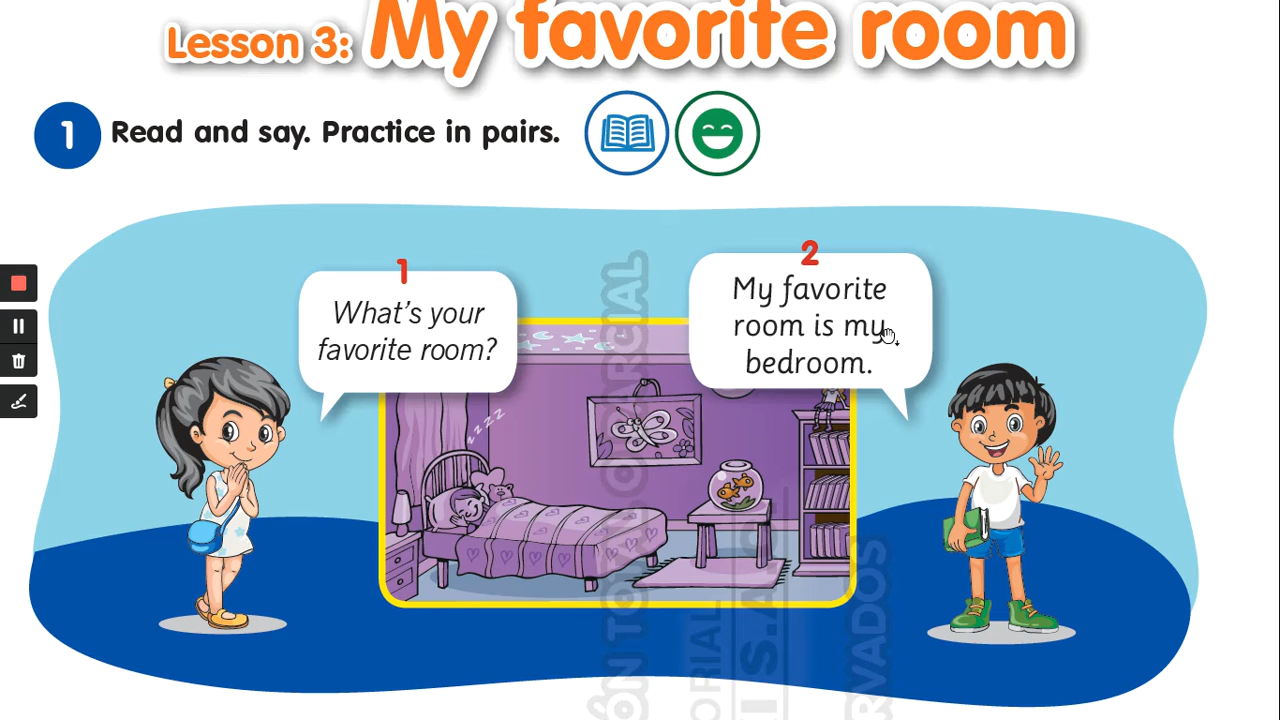 Lesson 3: My favorite room
1 Read and say. Practice in pairs.
1
What's your
favorite room?
2
My favorite
room is my
bedroom.
zzzz